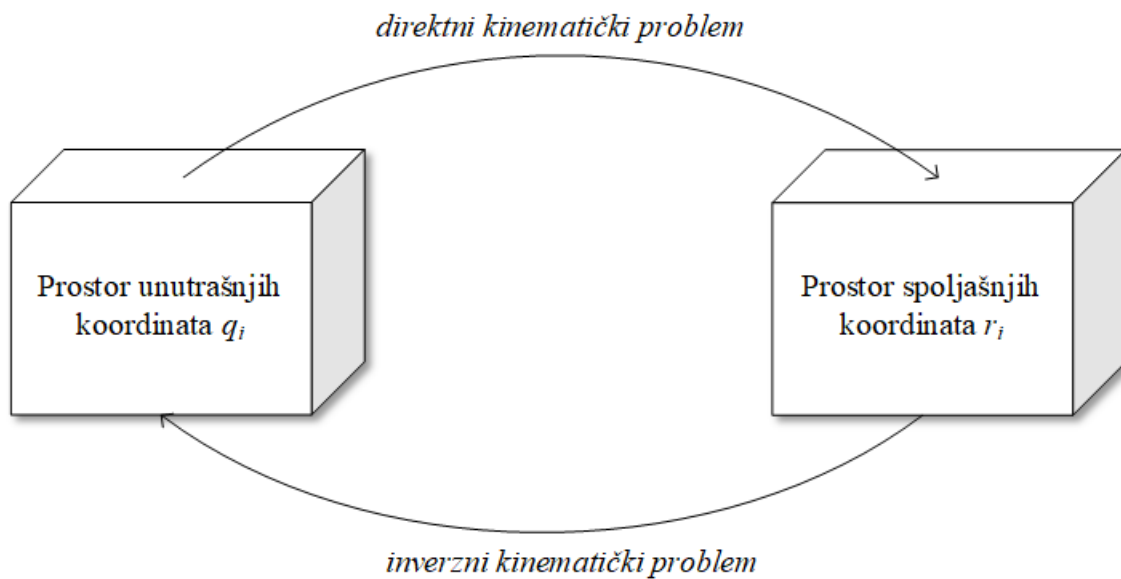 direktni kinematički problem
Prostor unutrašnjih
koordinata qi
Prostor spoljašnjih
koordinata ri
inverzni kinematički problem